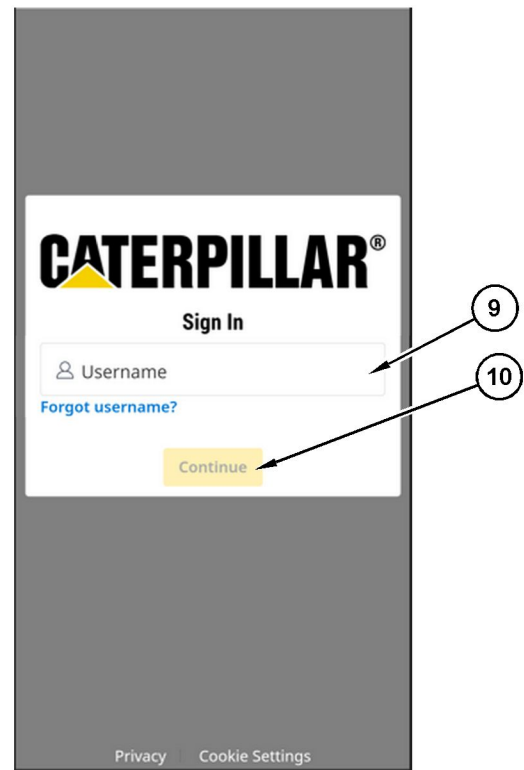 CATERPILLAR®
Sign In
Username
Forgot username?
Continue
Privacy Cookie Settings
9
10